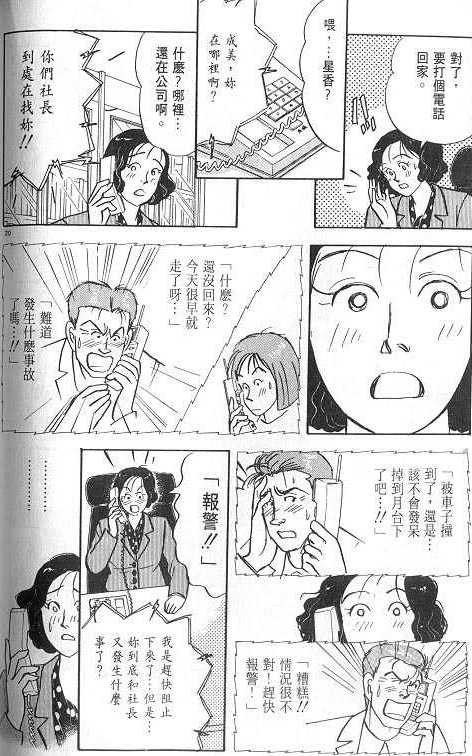 對了，
要打個電話
回家。
喂，…星香？
成美，妳
在哪裡啊？
什麼？哪裡…
還在公司啊。
你們社長
到處在找妳!!
20
「什麼？
還沒回來？
今天很早就
走了呀…」
「難道
發生什麼事故
了嗎…!!」
「被車子撞
到了，還是…
該不會發呆
掉到月台下
了吧…!!」
「糟糕!!
情況很不
對！趕快
報警！」
「報警!!」
我是趕快阻止
下來了…但是…
妳到底和社長
又發生什麼
事了？
…………
…………